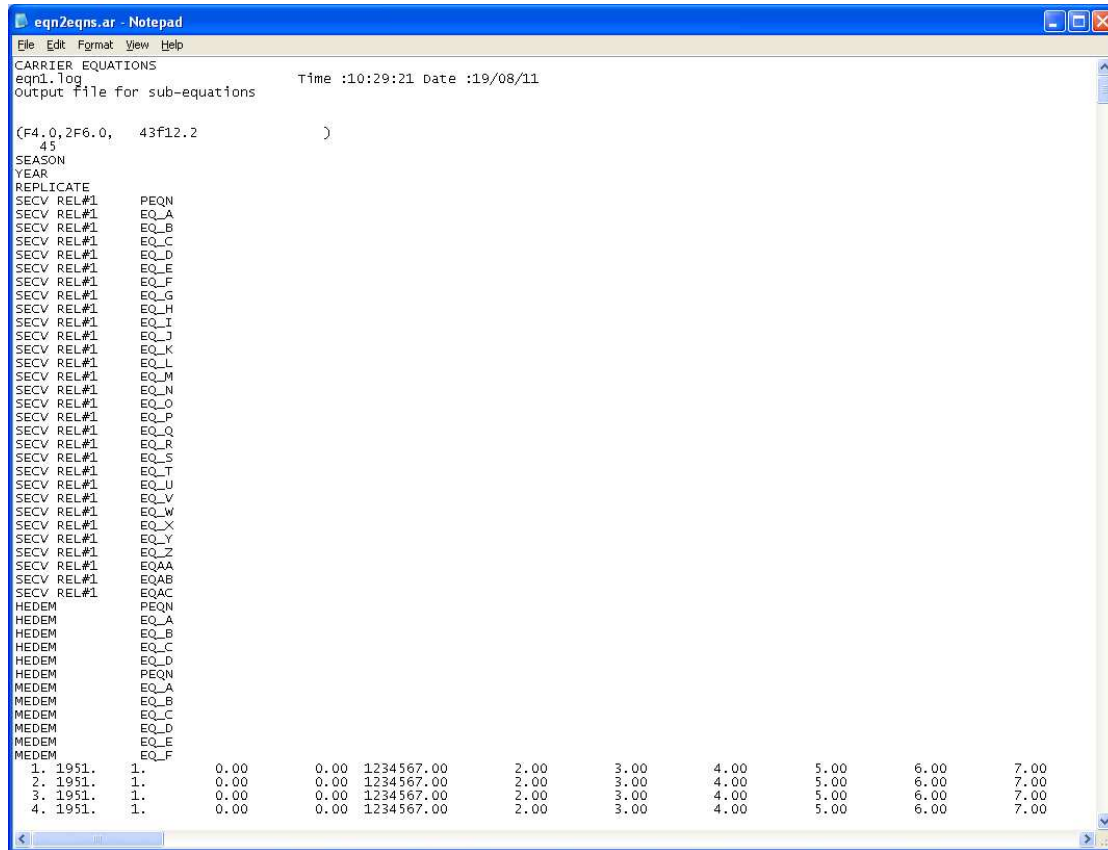 eqn2eqns.ar - Notepad
File Edit Format View Help
CARRIER EQUATIONS
eqn1.log Time :10:29:21 Date :19/08/11
Output file for sub-equations
(F4.0,2F6.0, 43f12.2 )
45
SEASON
YEAR
REPLICATE
SECV REL#1 PEQN
SECV REL#1 EQ_A
SECV REL#1 EQ_B
SECV REL#1 EQ_C
SECV REL#1 EQ_D
SECV REL#1 EQ_E
SECV REL#1 EQ_F
SECV REL#1 EQ_G
SECV REL#1 EQ_H
SECV REL#1 EQ_I
SECV REL#1 EQ_J
SECV REL#1 EQ_K
SECV REL#1 EQ_L
SECV REL#1 EQ_M
SECV REL#1 EQ_N
SECV REL#1 EQ_O
SECV REL#1 EQ_P
SECV REL#1 EQ_Q
SECV REL#1 EQ_R
SECV REL#1 EQ_S
SECV REL#1 EQ_T
SECV REL#1 EQ_U
SECV REL#1 EQ_V
SECV REL#1 EQ_W
SECV REL#1 EQ_X
SECV REL#1 EQ_Y
SECV REL#1 EQ_Z
SECV REL#1 EQAA
SECV REL#1 EQAB
SECV REL#1 EQAC
HEDEM PEQN
HEDEM EQ_A
HEDEM EQ_B
HEDEM EQ_C
HEDEM EQ_D
HEDEM PEQN
MEDEM EQ_A
MEDEM EQ_B
MEDEM EQ_C
MEDEM EQ_D
MEDEM EQ_E
MEDEM EQ_F
1. 1951. 1. 0.00 0.00 1234567.00 2.00 3.00 4.00 5.00 6.00 7.00
2. 1951. 1. 0.00 0.00 1234567.00 2.00 3.00 4.00 5.00 6.00 7.00
3. 1951. 1. 0.00 0.00 1234567.00 2.00 3.00 4.00 5.00 6.00 7.00
4. 1951. 1. 0.00 0.00 1234567.00 2.00 3.00 4.00 5.00 6.00 7.00